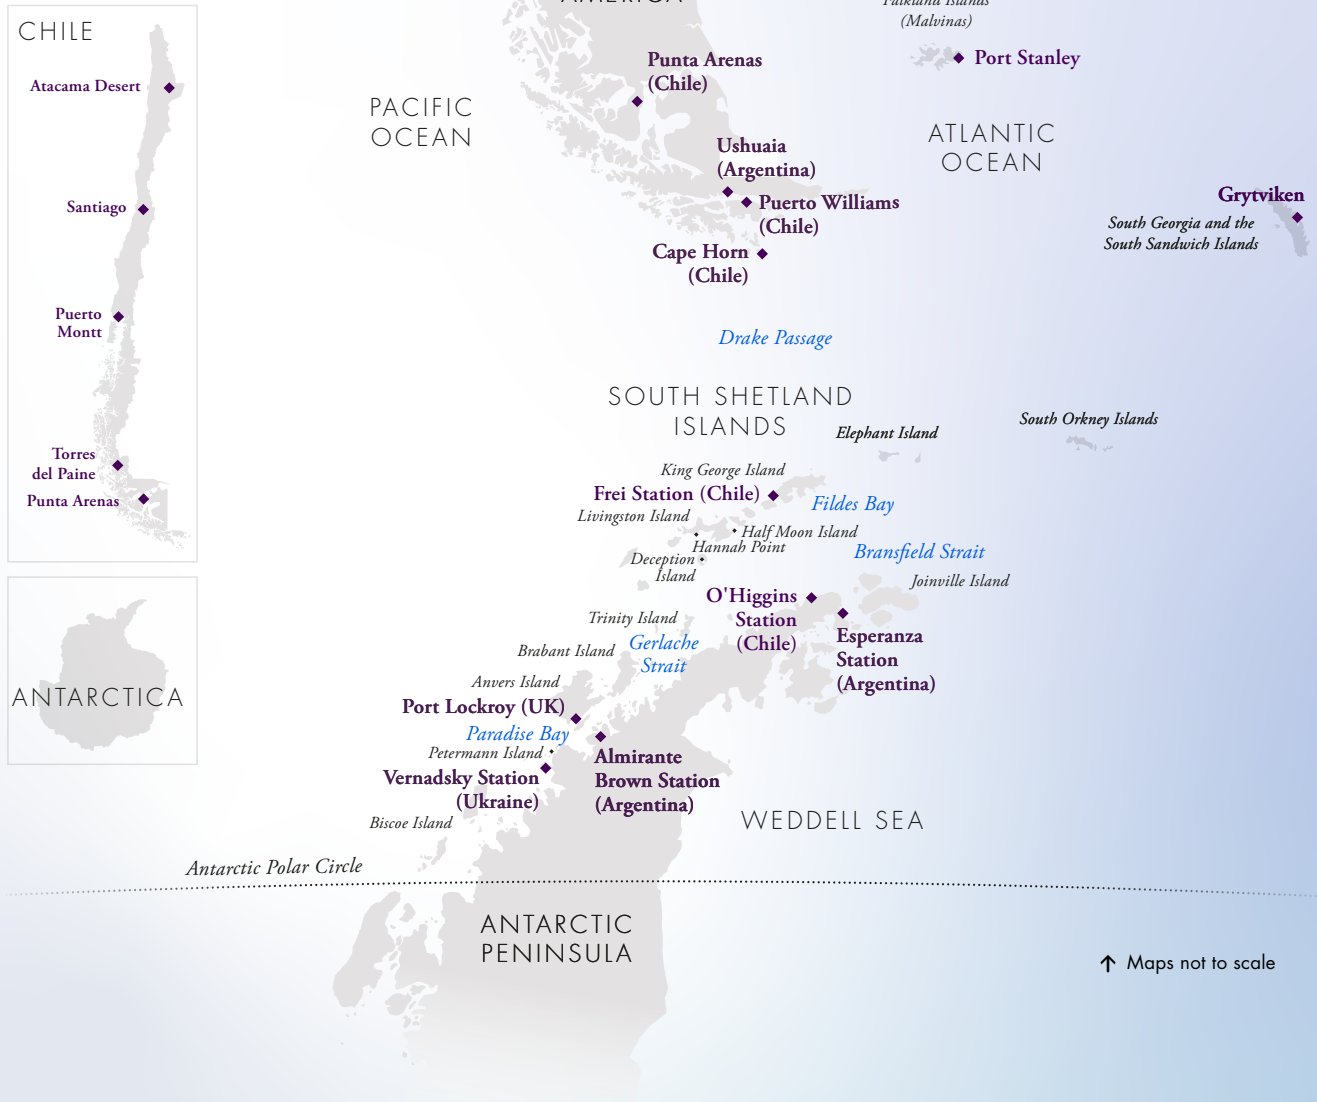 CHILE
Atacama Desert
Santiago
Puerto
Montt
Torres
del Paine
Punta Arenas
ANTARCTICA
AMERICA
Falkland Islands
(Malvinas)
Port Stanley
Punta Arenas
(Chile)
PACIFIC
OCEAN
ATLANTIC
OCEAN
Ushuaia
(Argentina)
Puerto Williams
(Chile)
Grytviken
South Georgia and the
South Sandwich Islands
Cape Horn
(Chile)
Drake Passage
SOUTH SHETLAND
ISLANDS
Elephant Island
South Orkney Islands
King George Island
Frei Station (Chile)
Fildes Bay
Livingston Island
Half Moon Island
Hannah Point
Deception
Island
Bransfield Strait
Joinville Island
O'Higgins
Station
(Chile)
Esperanza
Station
(Argentina)
Trinity Island
Gerlache
Strait
Brabant Island
Anvers Island
Port Lockroy (UK)
Paradise Bay
Petermann Island
Vernadsky Station
(Ukraine)
Almirante
Brown Station
(Argentina)
Biscoe Island
WEDDELL SEA
Antarctic Polar Circle
ANTARCTIC
PENINSULA
↑ Maps not to scale